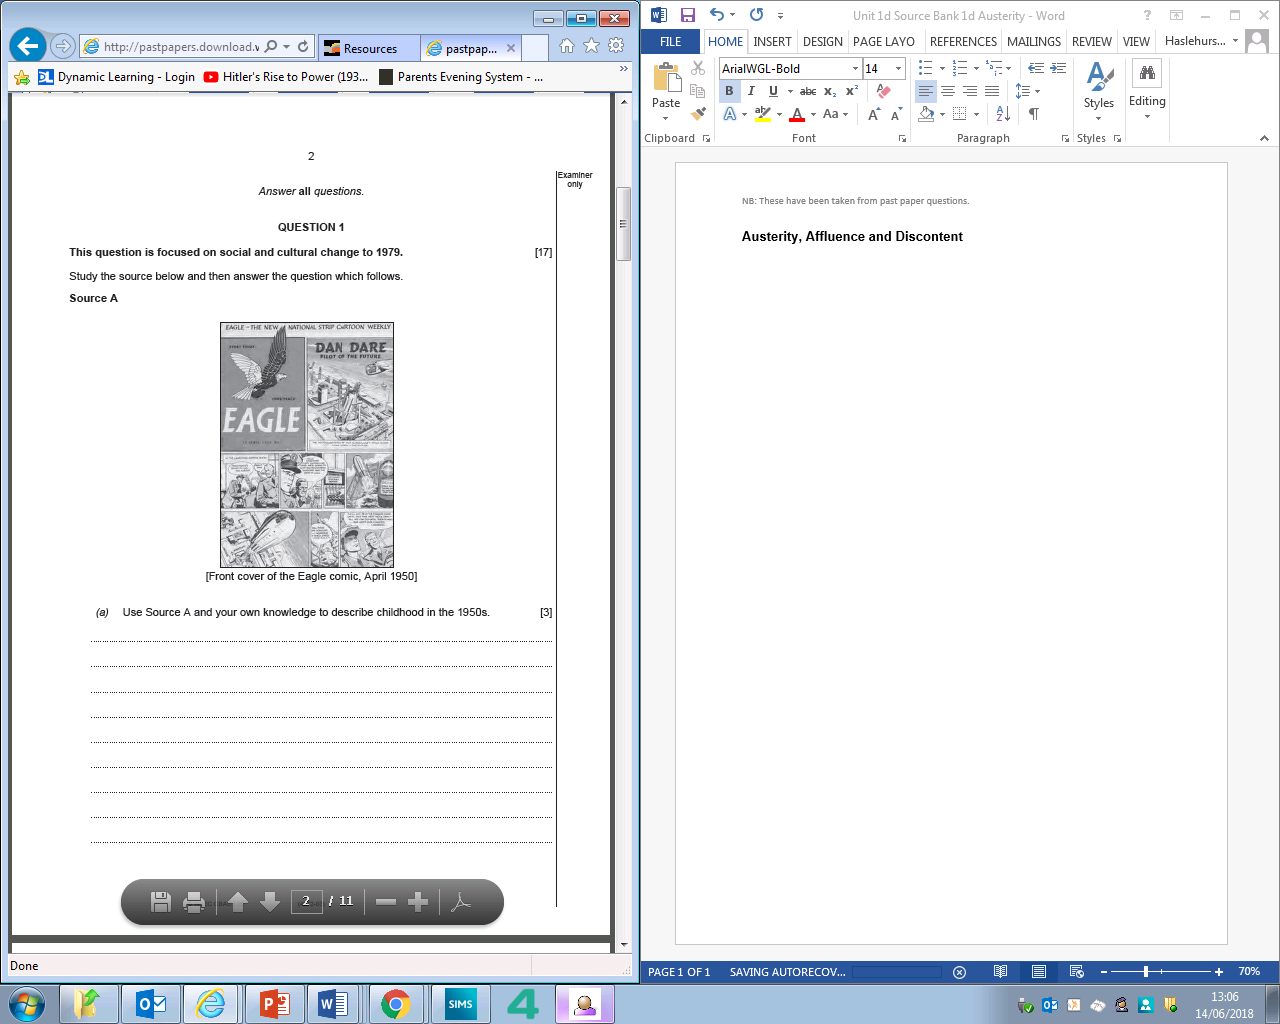 http://pastpapers.download.v
Resources
pastpap...
Dynamic Learning - Login
Hitler's Rise to Power (193...
Parents Evening System - ...
2
Examiner
only
Answer all questions.
QUESTION 1
This question is focused on social and cultural change to 1979. [17]
Study the source below and then answer the question which follows.
Source A
EAGLE - THE NEW NATIONAL STRIP CARTOON WEEKLY
DAN DARE
PILOT OF THE FUTURE
EAGLE
[Front cover of the Eagle comic, April 1950]
(a) Use Source A and your own knowledge to describe childhood in the 1950s. [3]
2 / 11
Done
Unit 1d Source Bank 1d Austerity - Word
FILE HOME INSERT DESIGN PAGE LAYO REFERENCES MAILINGS REVIEW VIEW Haslehurs...
ArialWGL-Bold 14
Paste
Styles
Editing
Clipboard Font Paragraph Styles
NB: These have been taken from past paper questions.
Austerity, Affluence and Discontent
PAGE 1 OF 1 SAVING AUTORECOV... 70%
SIMS
13:06
14/06/2018